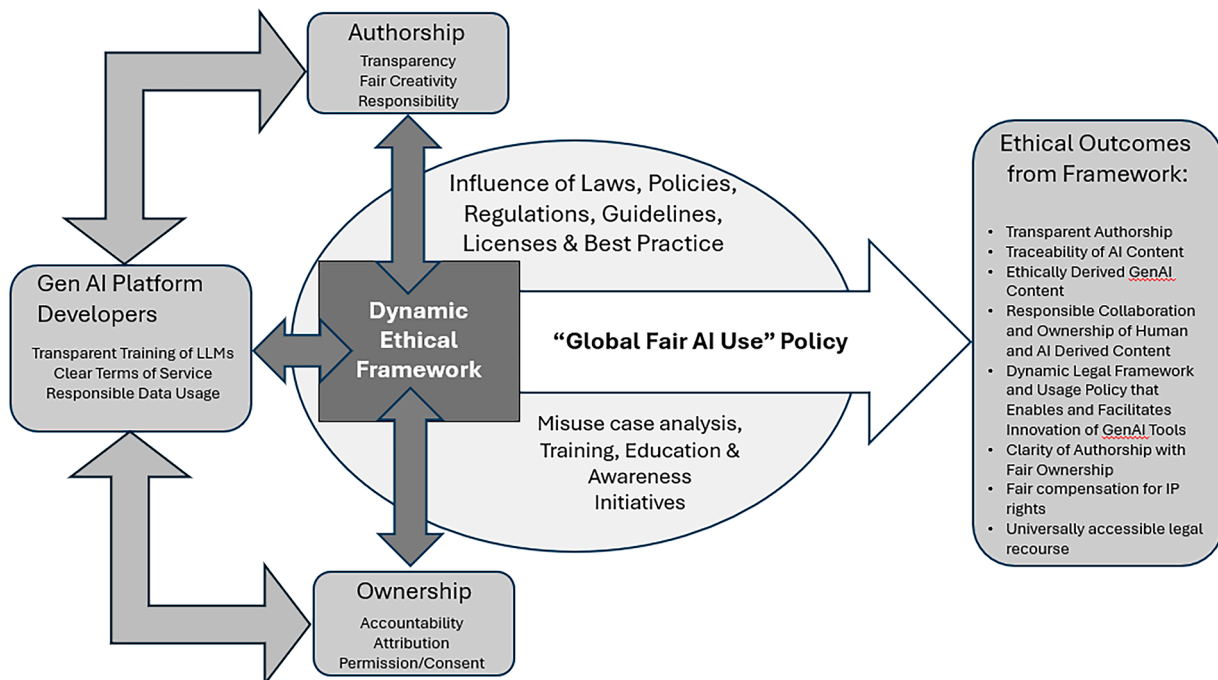 Authorship
Transparency
Fair Creativity
Responsibility
Gen AI Platform
Developers
Transparent Training of LLMs
Clear Terms of Service
Responsible Data Usage
Influence of Laws, Policies,
Regulations, Guidelines,
Licenses & Best Practice
Dynamic
Ethical
Framework
“Global Fair AI Use” Policy
Misuse case analysis,
Training, Education &
Awareness
Initiatives
Ownership
Accountability
Attribution
Permission/Consent
Ethical Outcomes
from Framework:
• Transparent Authorship
• Traceability of AI Content
• Ethically Derived GenAI
Content
• Responsible Collaboration
and Ownership of Human
and AI Derived Content
• Dynamic Legal Framework
and Usage Policy that
Enables and Facilitates
Innovation of GenAI Tools
• Clarity of Authorship with
Fair Ownership
• Fair compensation for IP
rights
• Universally accessible legal
recourse